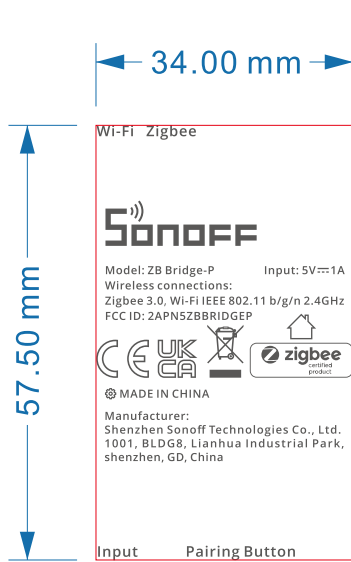 34.00 mm
57.50 mm
Wi-Fi Zigbee
SONOFF
Model: ZB Bridge-P Input: 5V⎓1A
Wireless connections:
Zigbee 3.0, Wi-Fi IEEE 802.11 b/g/n 2.4GHz
FCC ID: 2APN5ZBBRIDGEP
CE UK
CA
zigbee
certified
product
MADE IN CHINA
Manufacturer:
Shenzhen Sonoff Technologies Co., Ltd.
1001, BLDG8, Lianhua Industrial Park,
shenzhen, GD, China
Input Pairing Button